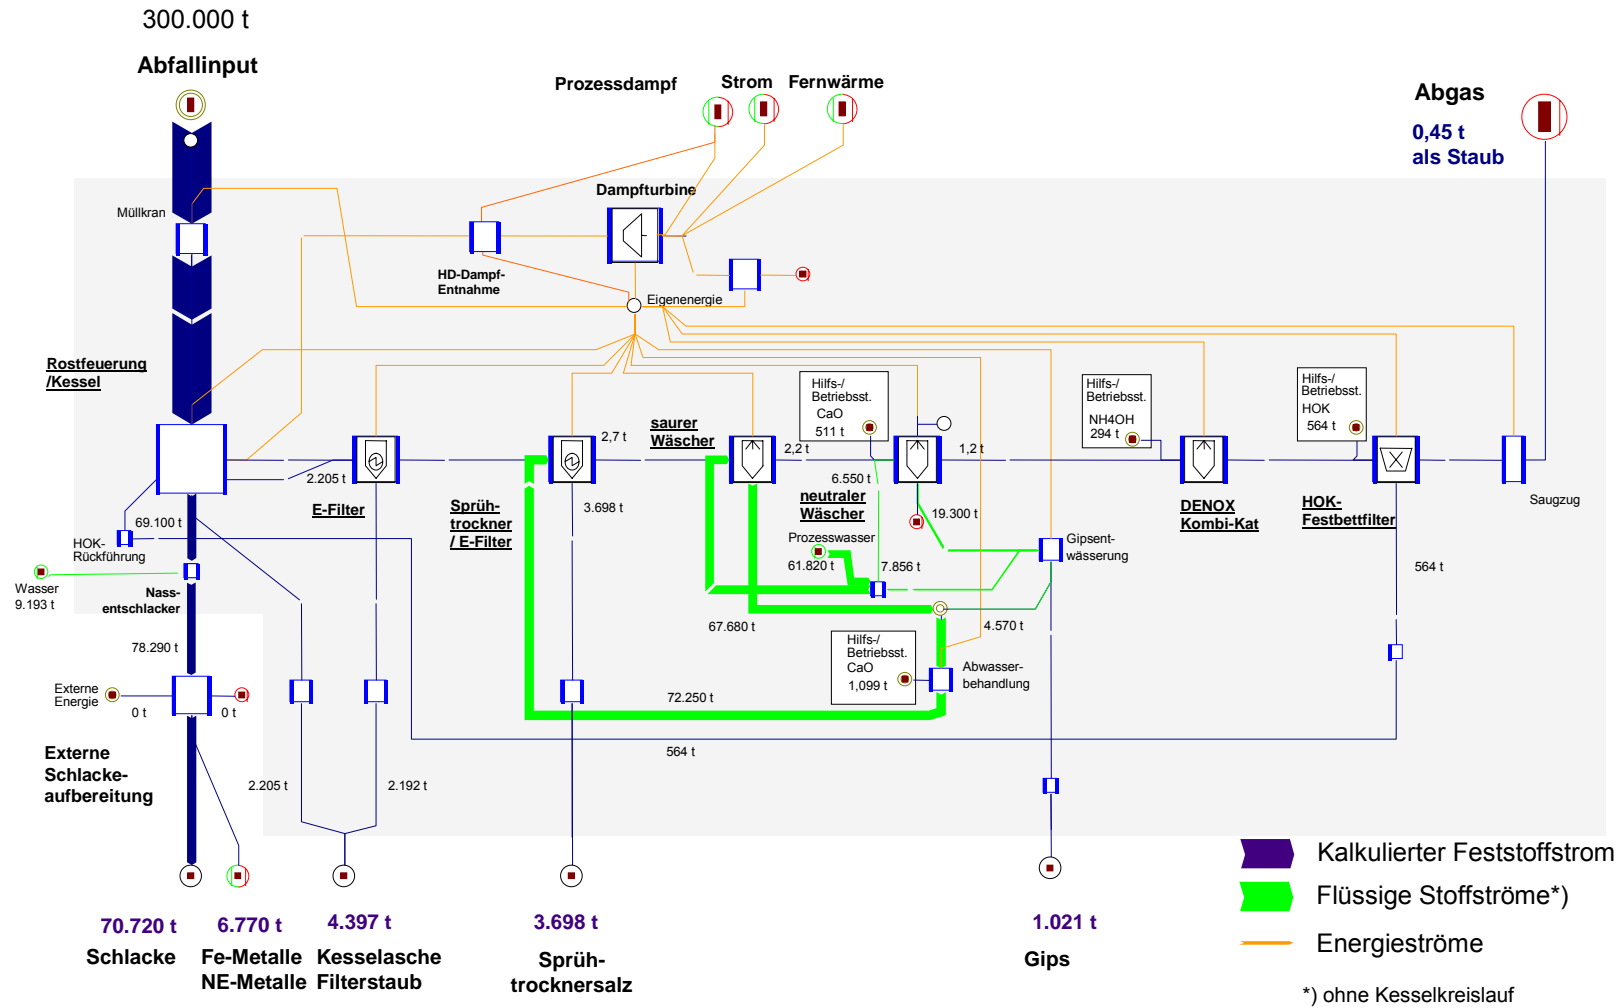 300.000 t
Abfallinput
Prozessdampf
Strom
Fernwärme
Abgas
0,45 t
als Staub
Müllkran
Dampfturbine
HD-Dampf-
Entnahme
Eigenenergie
Rostfeuerung
/Kessel
saurer
Wäscher
Hilfs-/
Betriebsst.
CaO
511 t
Hilfs-/
Betriebsst.
NH4OH
294 t
Hilfs-/
Betriebsst.
HOK
564 t
2,7 t
2,2 t
1,2 t
2.205 t
E-Filter
Sprüh-
trockner
/ E-Filter
3.698 t
6.550 t
neutraler
Wäscher
19.300 t
DENOX
Kombi-Kat
HOK-
Festbettfilter
Saugzug
69.100 t
HOK-
Rückführung
Prozesswasser
61.820 t
7.856 t
Gipsent-
wässerung
564 t
Wasser
9.193 t
Nass-
entschlacker
67.680 t
4.570 t
78.290 t
Hilfs-/
Betriebsst.
CaO
1,099 t
Abwasser-
behandlung
Externe
Energie
0 t
0 t
72.250 t
564 t
Externe
Schlacke-
aufbereitung
2.205 t
2.192 t
70.720 t
Schlacke
6.770 t
Fe-Metalle
NE-Metalle
4.397 t
Kesselasche
Filterstaub
3.698 t
Sprüh-
trocknersalz
1.021 t
Gips
Kalkulierter Feststoffstrom
Flüssige Stoffströme*)
Energieströme
*) ohne Kesselkreislauf